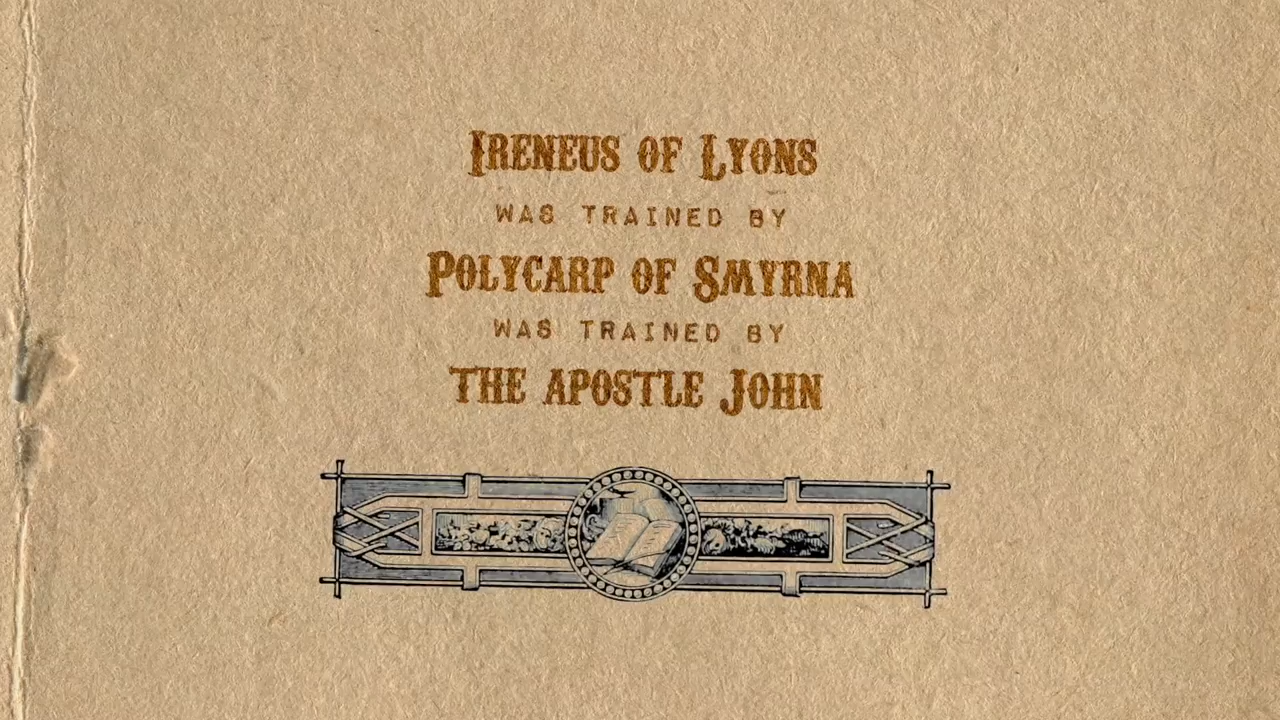 Ireneus of Lyons
WAS TRAINED BY
Polycarp of Smyrna
WAS TRAINED BY
the apostle John